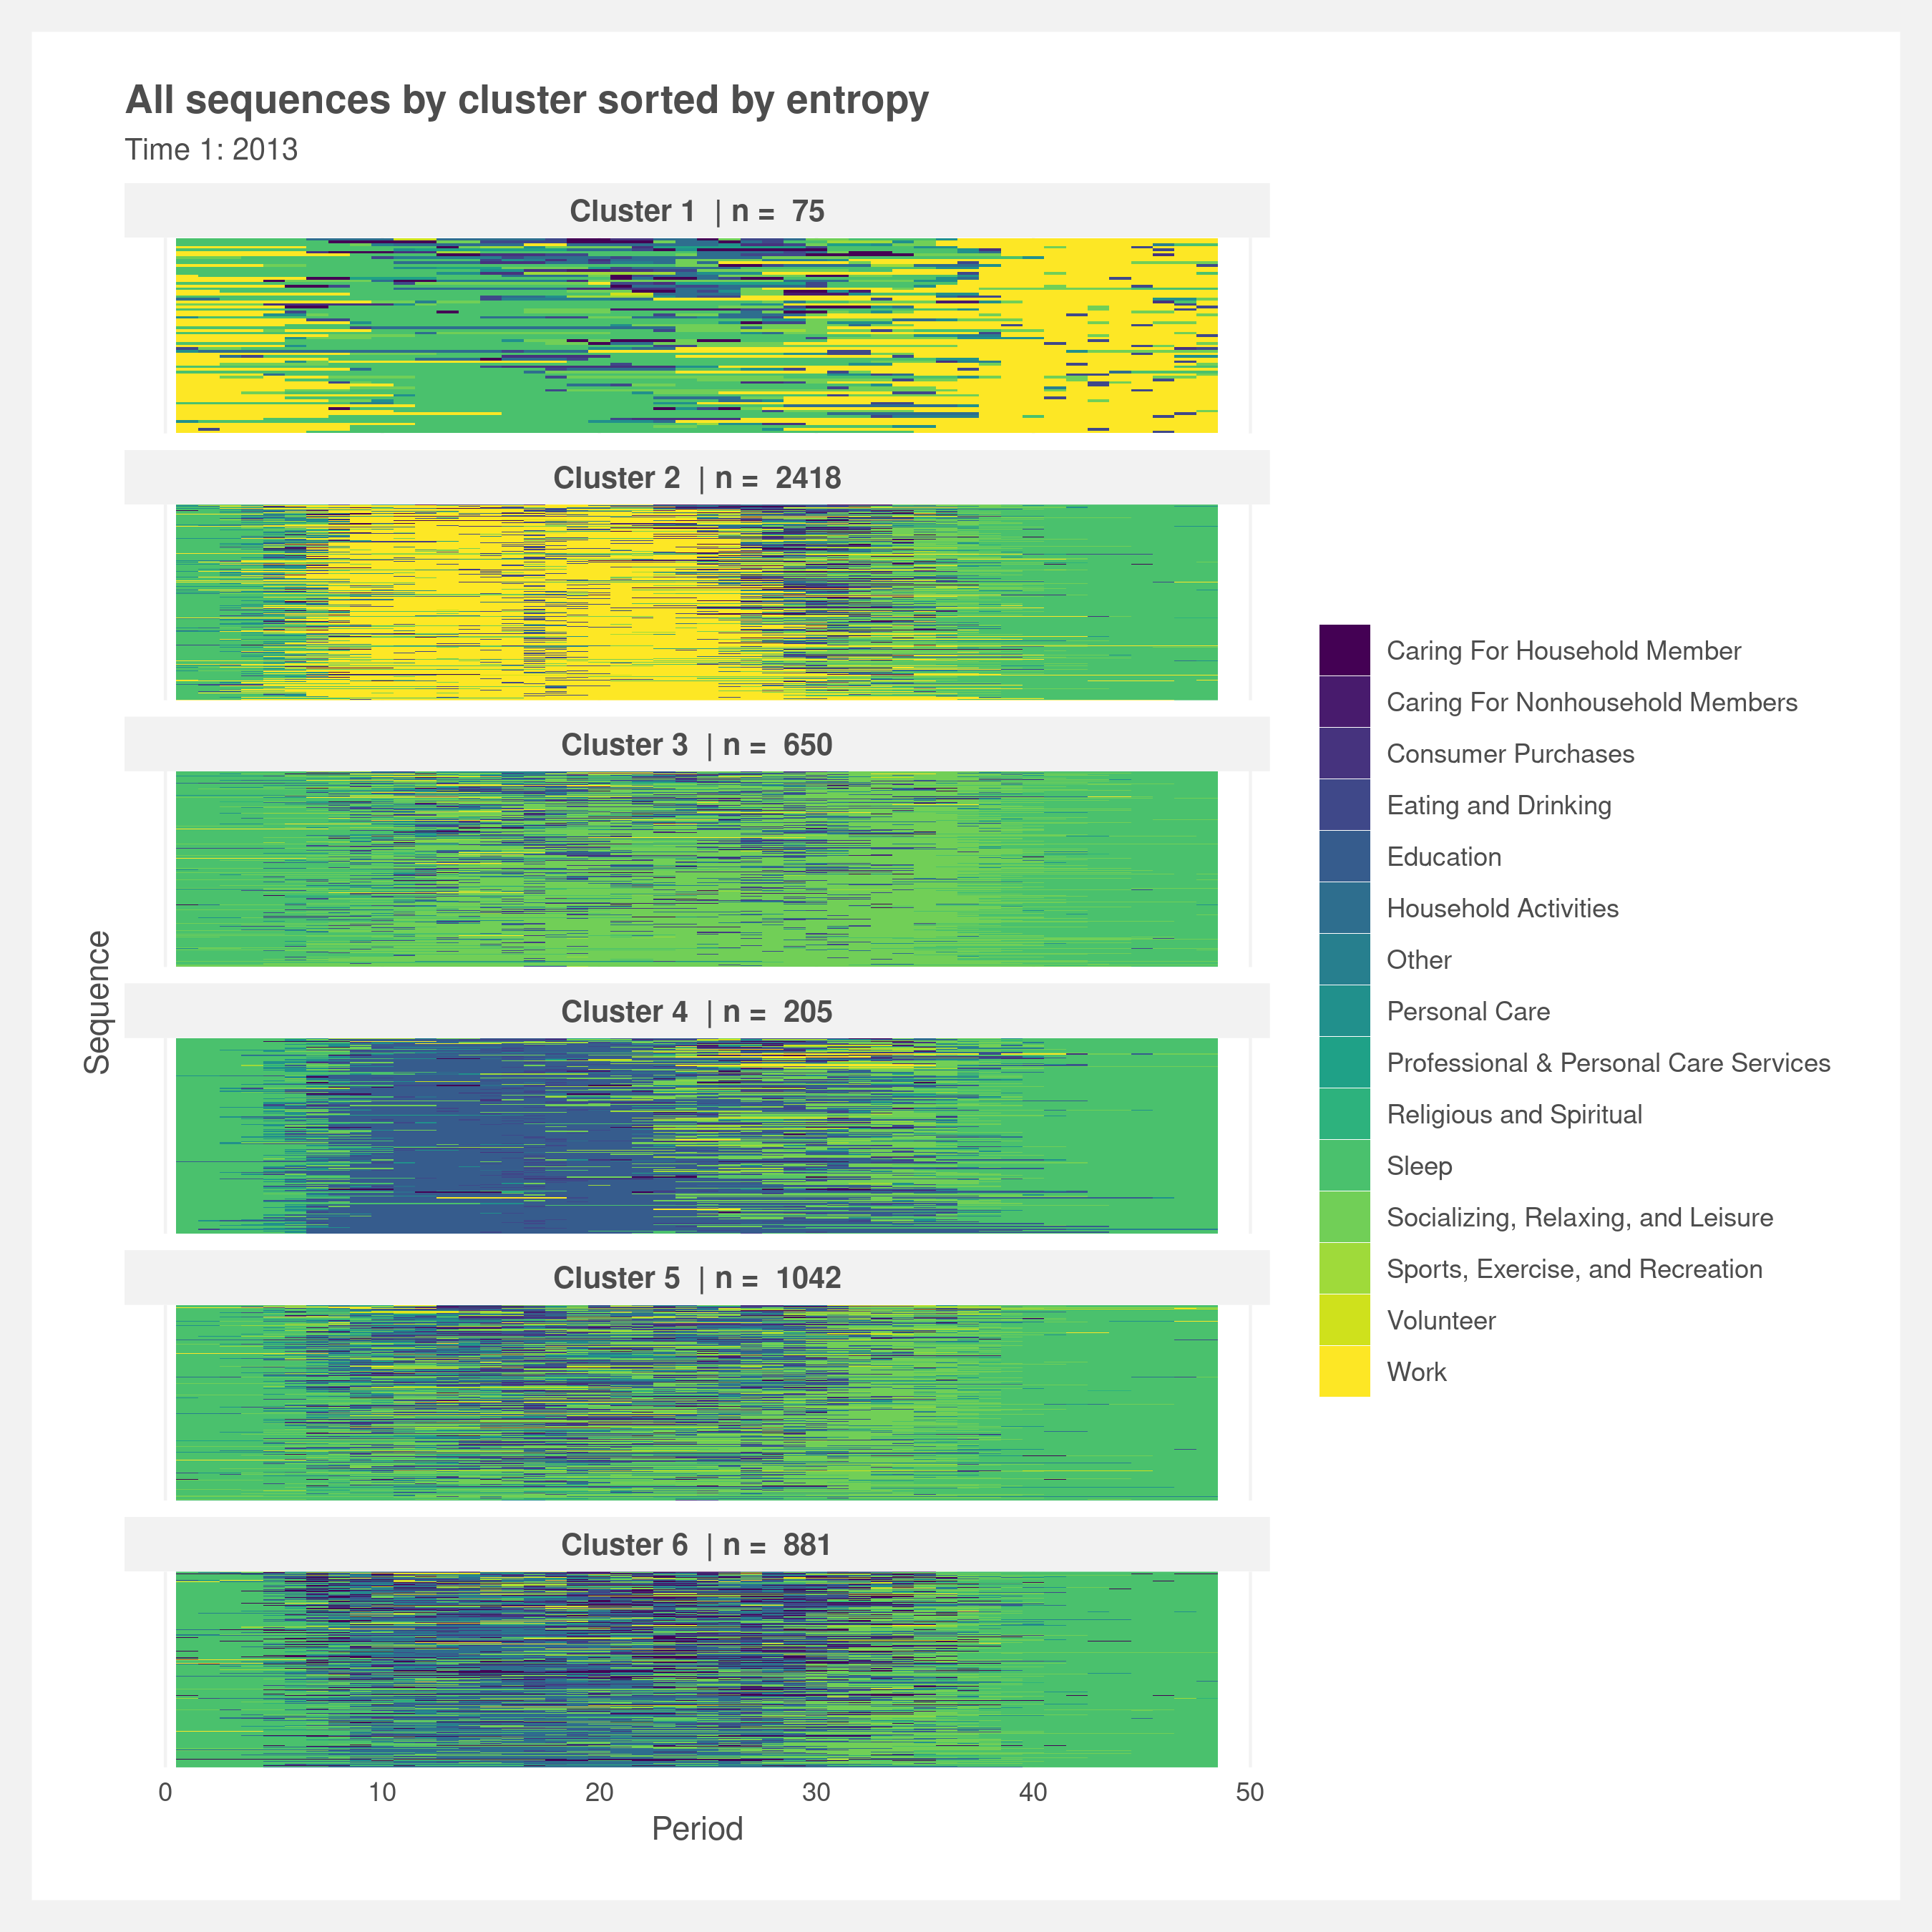 All sequences by cluster sorted by entropy
Time 1: 2013
Cluster 1 | n = 75
Cluster 2 | n = 2418
Cluster 3 | n = 650
Cluster 4 | n = 205
Cluster 5 | n = 1042
Cluster 6 | n = 881
Sequence
0 10 20 30 40 50
Period
Caring For Household Member
Caring For Nonhousehold Members
Consumer Purchases
Eating and Drinking
Education
Household Activities
Other
Personal Care
Professional & Personal Care Services
Religious and Spiritual
Sleep
Socializing, Relaxing, and Leisure
Sports, Exercise, and Recreation
Volunteer
Work